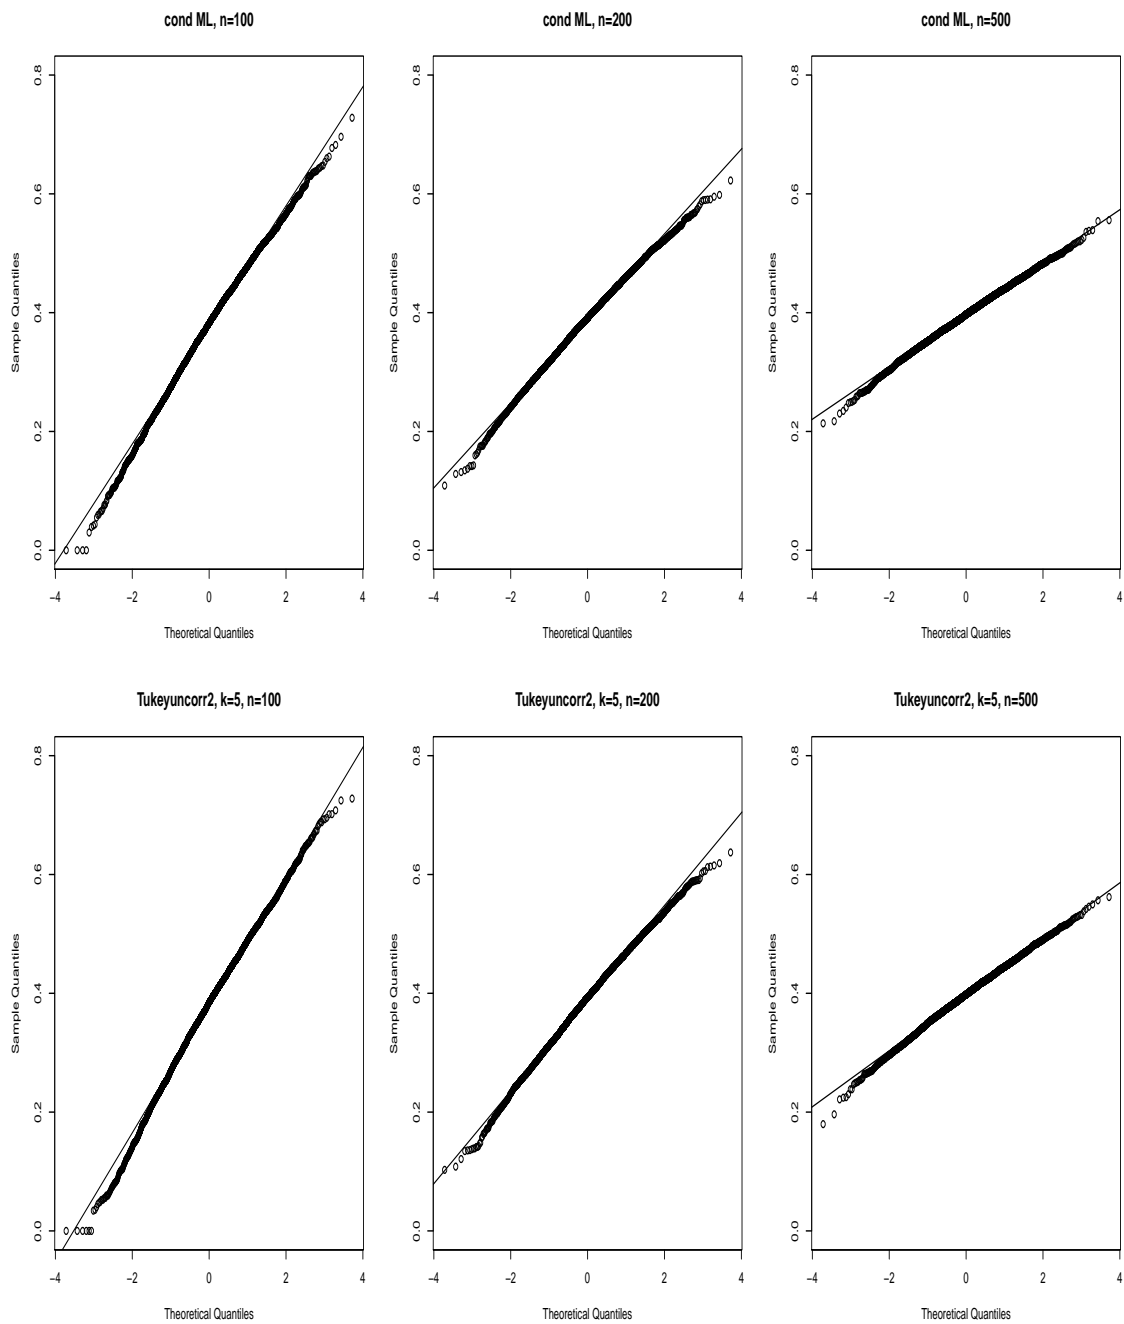 cond ML, n=100
cond ML, n=200
cond ML, n=500
0.8
0.6
0.4
0.2
0.0
Sample Quantiles
−4 −2 0 2 4
Theoretical Quantiles
0.8
0.6
0.4
0.2
0.0
Sample Quantiles
−4 −2 0 2 4
Theoretical Quantiles
0.8
0.6
0.4
0.2
0.0
Sample Quantiles
−4 −2 0 2 4
Theoretical Quantiles
Tukeyuncorr2, k=5, n=100
Tukeyuncorr2, k=5, n=200
Tukeyuncorr2, k=5, n=500
0.8
0.6
0.4
0.2
0.0
Sample Quantiles
−4 −2 0 2 4
Theoretical Quantiles
0.8
0.6
0.4
0.2
0.0
Sample Quantiles
−4 −2 0 2 4
Theoretical Quantiles
0.8
0.6
0.4
0.2
0.0
Sample Quantiles
−4 −2 0 2 4
Theoretical Quantiles